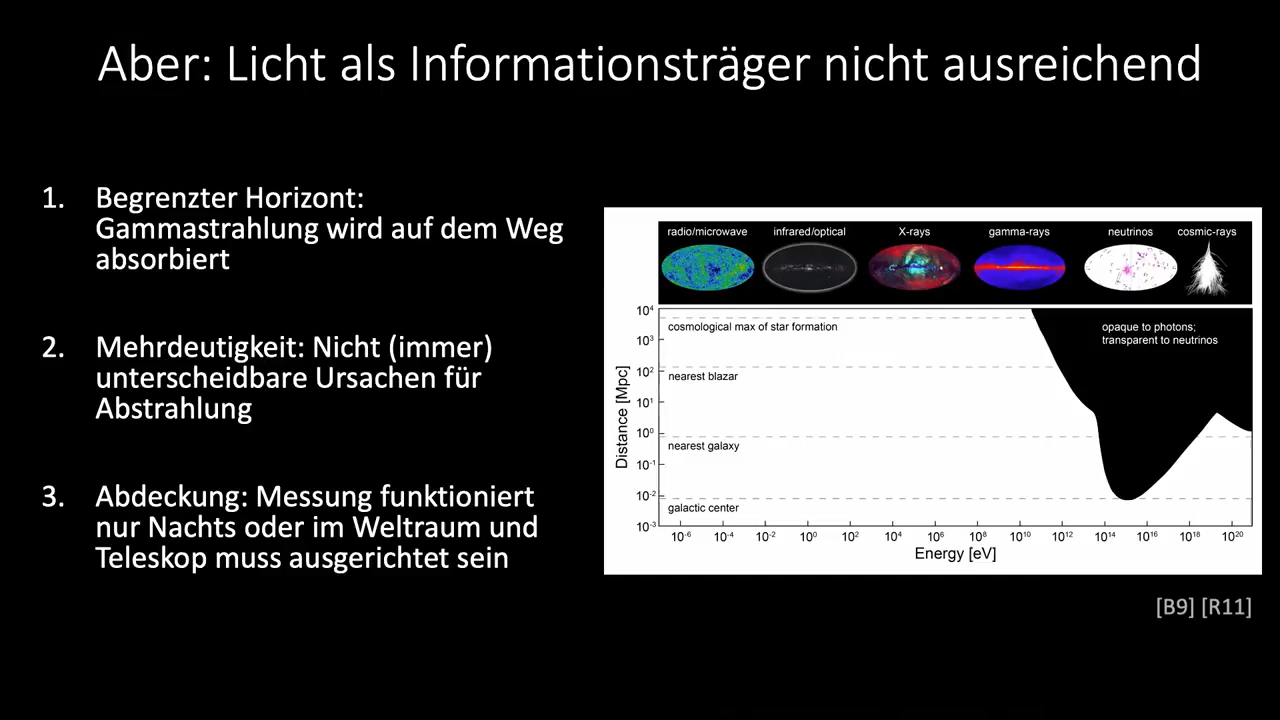 Aber: Licht als Informationsträger nicht ausreichend
1. Begrenzter Horizont:
Gammastrahlung wird auf dem Weg
absorbiert
2. Mehrdeutigkeit: Nicht (immer)
unterscheidbare Ursachen für
Abstrahlung
3. Abdeckung: Messung funktioniert
nur Nachts oder im Weltraum und
Teleskop muss ausgerichtet sein
radio/microwave infrared/optical X-rays gamma-rays neutrinos cosmic-rays
10⁴
cosmological max of star formation
opaque to photons;
transparent to neutrinos
10³
10²
nearest blazar
10¹
10⁰
nearest galaxy
10⁻¹
10⁻²
galactic center
10⁻³
Distance [Mpc]
10⁻⁶ 10⁻⁴ 10⁻² 10⁰ 10² 10⁴ 10⁶ 10⁸ 10¹⁰ 10¹² 10¹⁴ 10¹⁶ 10¹⁸ 10²⁰
Energy [eV]
[B9] [R11]